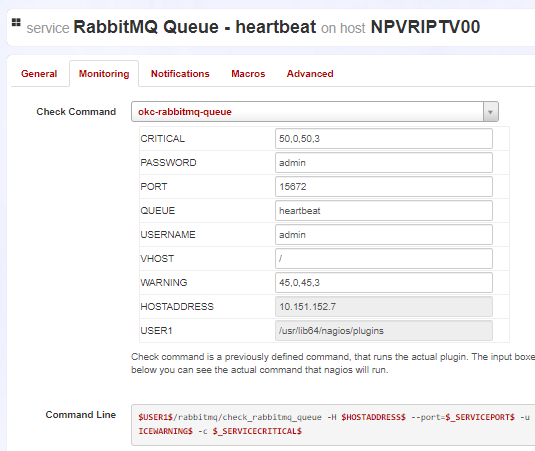 service RabbitMQ Queue - heartbeat on host NPVRIPTV00
General Monitoring Notifications Macros Advanced
Check Command okc-rabbitmq-queue
CRITICAL 50,0,50,3
PASSWORD admin
PORT 15672
QUEUE heartbeat
USERNAME admin
VHOST /
WARNING 45,0,45,3
HOSTADDRESS 10.151.152.7
USER1 /usr/lib64/nagios/plugins
Check command is a previously defined command, that runs the actual plugin. The input boxe
below you can see the actual command that nagios will run.
Command Line $USER1$/rabbitmq/check_rabbitmq_queue -H $HOSTADDRESS$ --port=$_SERVICEPORT$ -u
ICEWARNING$ -c $_SERVICECRITICAL$